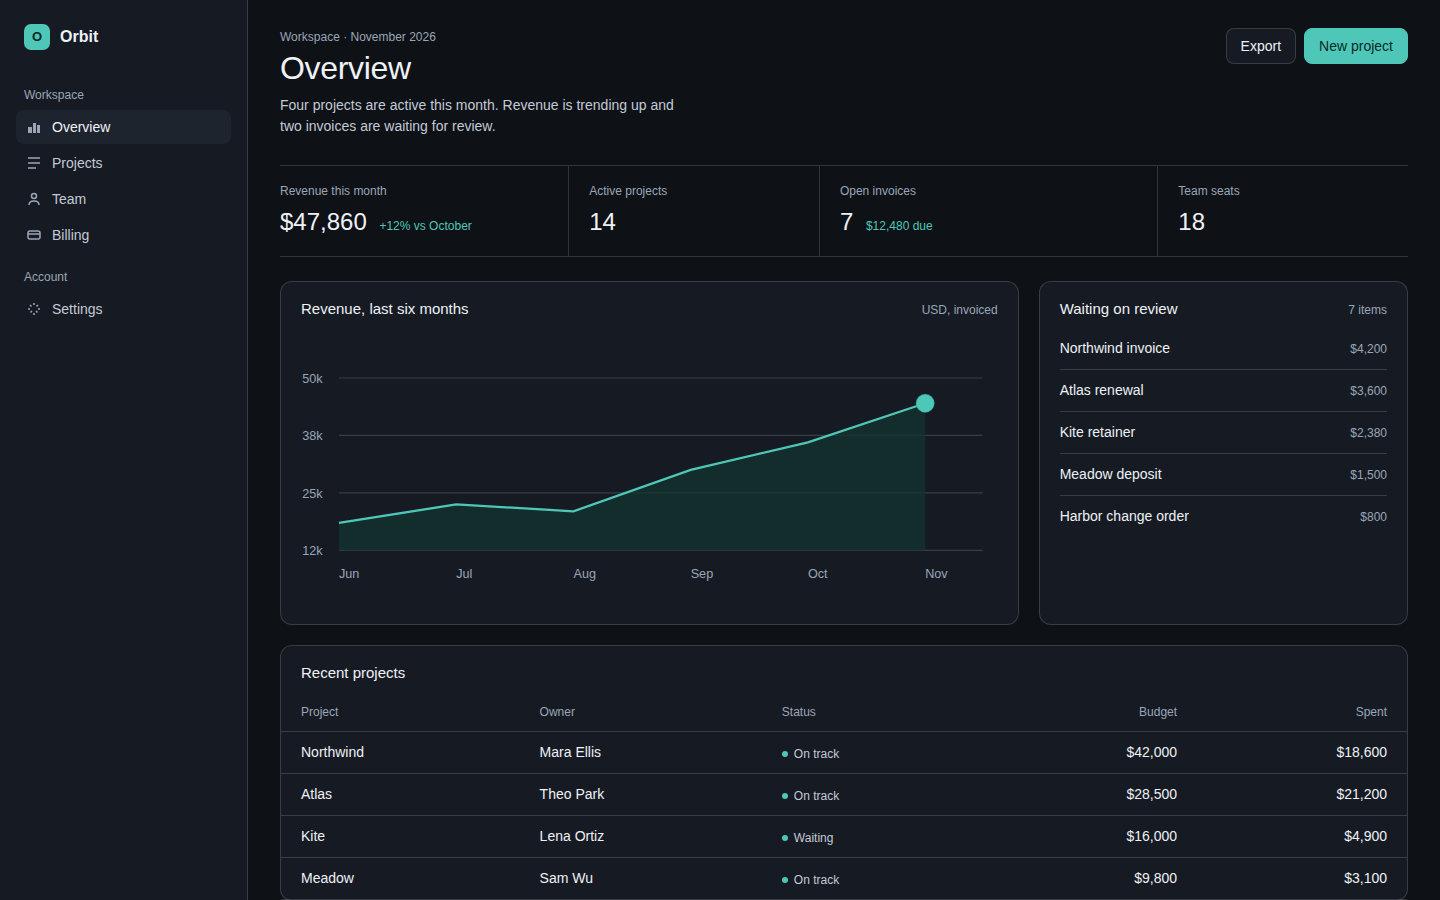 O Orbit
Workspace
Overview
Projects
Team
Billing
Account
Settings
Workspace · November 2026
Overview
Four projects are active this month. Revenue is trending up and
two invoices are waiting for review.
Export
New project
Revenue this month
$47,860 +12% vs October
Active projects
14
Open invoices
7 $12,480 due
Team seats
18
Revenue, last six months USD, invoiced
50k
38k
25k
12k
Jun Jul Aug Sep Oct Nov
Waiting on review 7 items
Northwind invoice $4,200
Atlas renewal $3,600
Kite retainer $2,380
Meadow deposit $1,500
Harbor change order $800
Recent projects
Project Owner Status Budget Spent
Northwind Mara Ellis On track $42,000 $18,600
Atlas Theo Park On track $28,500 $21,200
Kite Lena Ortiz Waiting $16,000 $4,900
Meadow Sam Wu On track $9,800 $3,100